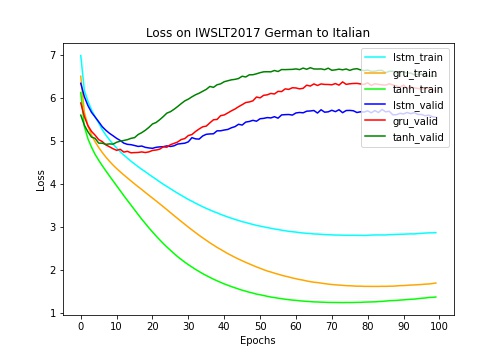 Loss on IWSLT2017 German to Italian
7
6
5
4
3
2
1
Loss
lstm_train
gru_train
tanh_train
lstm_valid
gru_valid
tanh_valid
0 10 20 30 40 50 60 70 80 90 100
Epochs